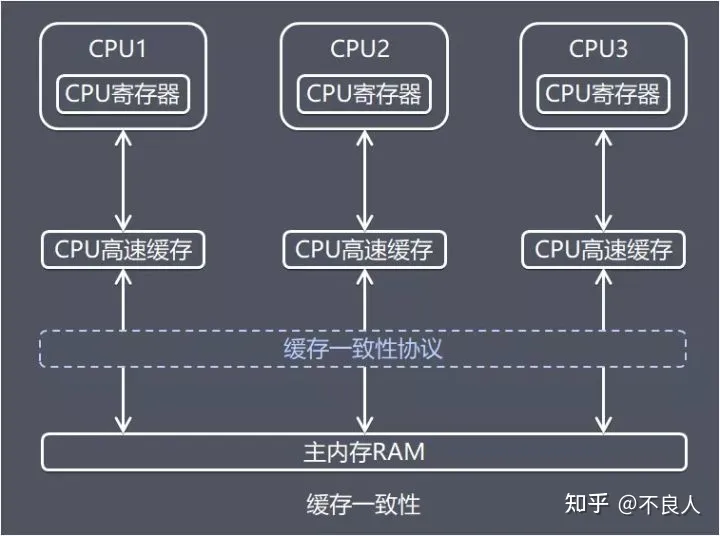 CPU1
CPU2
CPU3
CPU寄存器
CPU寄存器
CPU寄存器
CPU高速缓存
CPU高速缓存
CPU高速缓存
缓存一致性协议
主内存RAM
缓存一致性
知乎 @不良人